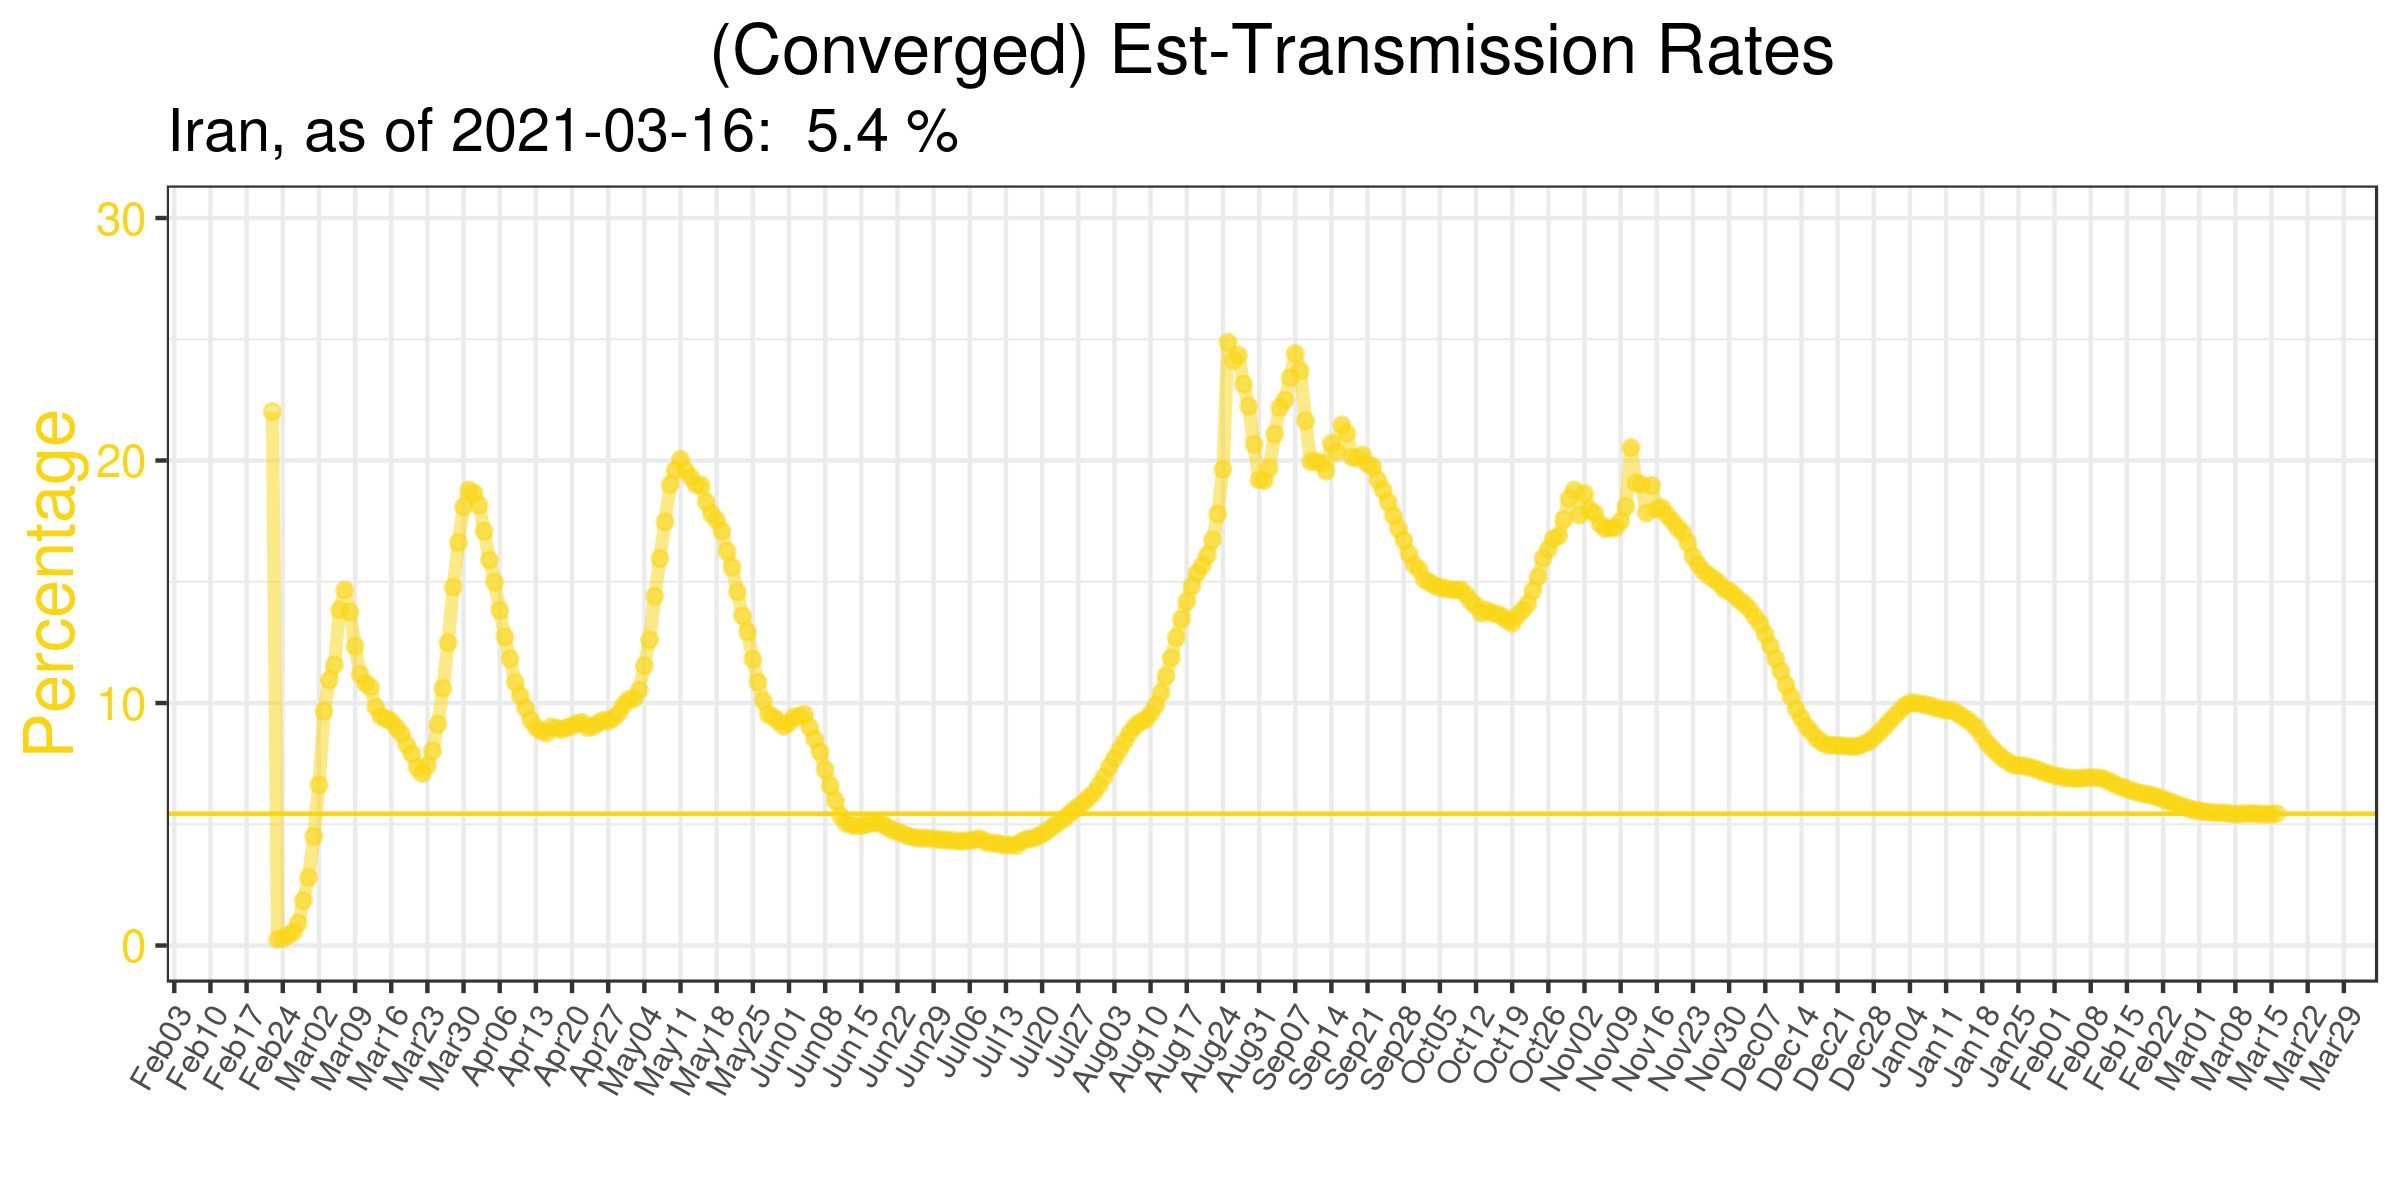 (Converged) Est-Transmission Rates
Iran, as of 2021-03-16:  5.4 %
Percentage
30
20
10
0
Feb03
Feb10
Feb17
Feb24
Mar02
Mar09
Mar16
Mar23
Mar30
Apr06
Apr13
Apr20
Apr27
May04
May11
May18
May25
Jun01
Jun08
Jun15
Jun22
Jun29
Jul06
Jul13
Jul20
Jul27
Aug03
Aug10
Aug17
Aug24
Aug31
Sep07
Sep14
Sep21
Sep28
Oct05
Oct12
Oct19
Oct26
Nov02
Nov09
Nov16
Nov23
Nov30
Dec07
Dec14
Dec21
Dec28
Jan04
Jan11
Jan18
Jan25
Feb01
Feb08
Feb15
Feb22
Mar01
Mar08
Mar15
Mar22
Mar29